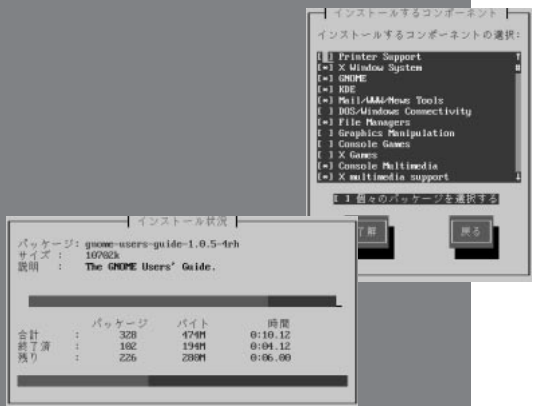 インストールするコンポーネント
インストールするコンポーネントの選択:
[ ] Printer Support
[*] X Window System
[*] GNOME
[*] KDE
[*] Mail/WWW/News Tools
[ ] DOS/Windows Connectivity
[*] File Managers
[ ] Graphics Manipulation
[ ] Console Games
[ ] X Games
[*] Console Multimedia
[*] X multimedia support
[ ] 個々のパッケージを選択する
了解 戻る
インストール状況
パッケージ: gnome-users-guide-1.0.5-4rh
サイズ : 10702k
説明 : The GNOME Users' Guide.
パッケージ バイト 時間
合計 : 328 474M 0:10.12
終了済 : 102 194M 0:04.12
残り : 226 280M 0:06.00